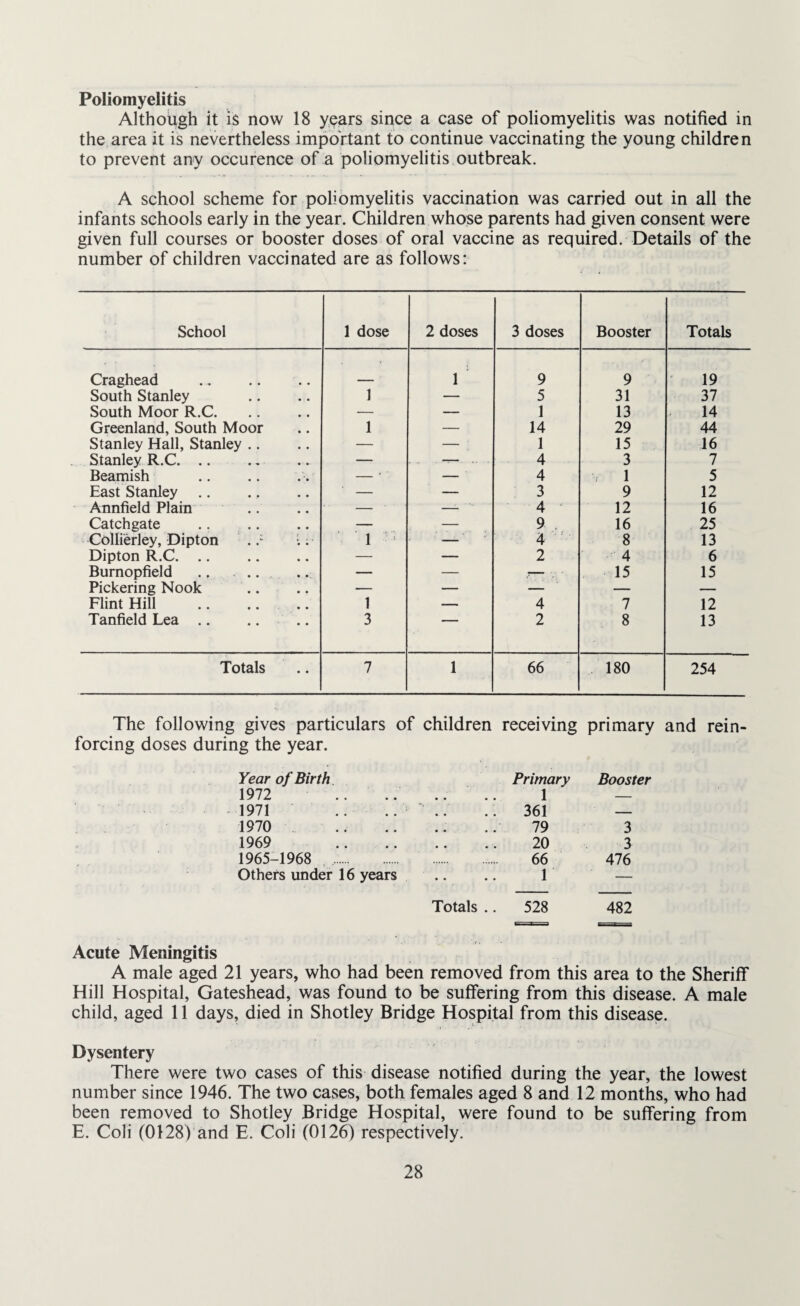 Poliomyelitis
Although it is now 18 years since a case of poliomyelitis was notified in
the area it is nevertheless important to continue vaccinating the young children
to prevent any occurence of a poliomyelitis outbreak.
A school scheme for poliomyelitis vaccination was carried out in all the
infants schools early in the year. Children whose parents had given consent were
given full courses or booster doses of oral vaccine as required. Details of the
number of children vaccinated are as follows:
School 1 dose 2 doses 3 doses Booster Totals
Craghead .. .. .. — 1 9 9 19
South Stanley .. .. 1 — 5 31 37
South Moor R.C. .. .. — — 1 13 14
Greenland, South Moor .. 1 — 14 29 44
Stanley Hall, Stanley .. .. — — 1 15 16
Stanley R.C. .. .. .. — — 4 3 7
Beamish .. .. .. — — 4 1 5
East Stanley .. .. .. — — 3 9 12
Annfield Plain .. .. — — 4 12 16
Catchgate .. .. .. — — 9 16 25
Collierley, Dipton .. .. 1 — 4 8 13
Dipton R.C. .. .. .. — — 2 4 6
Burnopfield .. .. .. — — — 15 15
Pickering Nook .. .. — — — — —
Flint Hill .. .. .. 1 — 4 7 12
Tanfield Lea .. .. .. 3 — 2 8 13
Totals .. 7 1 66 180 254
The following gives particulars of children receiving primary and rein-
forcing doses during the year.
Year of Birth Primary Booster
1972 .. .. .. .. 1 —
1971 .. .. .. .. 361 —
1970 .. .. .. .. 79 3
1969 .. .. .. .. 20 3
1965-1968 ...... ...... ...... ...... 66 476
Others under 16 years .. .. 1 —
Totals .. 528 482
Acute Meningitis
A male aged 21 years, who had been removed from this area to the Sheriff
Hill Hospital, Gateshead, was found to be suffering from this disease. A male
child, aged 11 days, died in Shotley Bridge Hospital from this disease.
Dysentery
There were two cases of this disease notified during the year, the lowest
number since 1946. The two cases, both females aged 8 and 12 months, who had
been removed to Shotley Bridge Hospital, were found to be suffering from
E. Coli (0128) and E. Coli (0126) respectively.
28